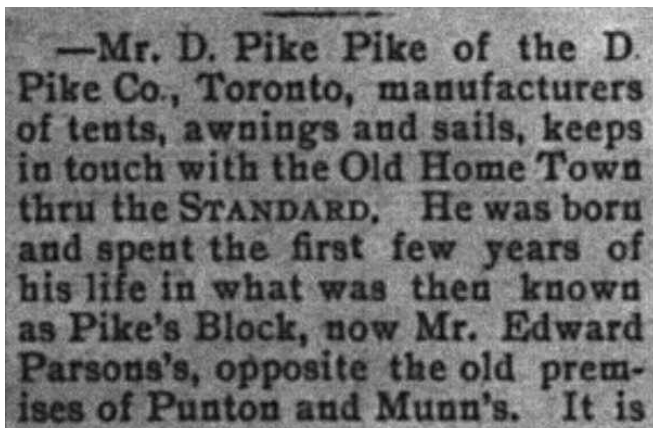 —Mr. D. Pike Pike of the D.
Pike Co., Toronto, manufacturers
of tents, awnings and sails, keeps
in touch with the Old Home Town
thru the STANDARD. He was born
and spent the first few years of
his life in what was then known
as Pike's Block, now Mr. Edward
Parsons's, opposite the old prem-
ises of Punton and Munn's. It is